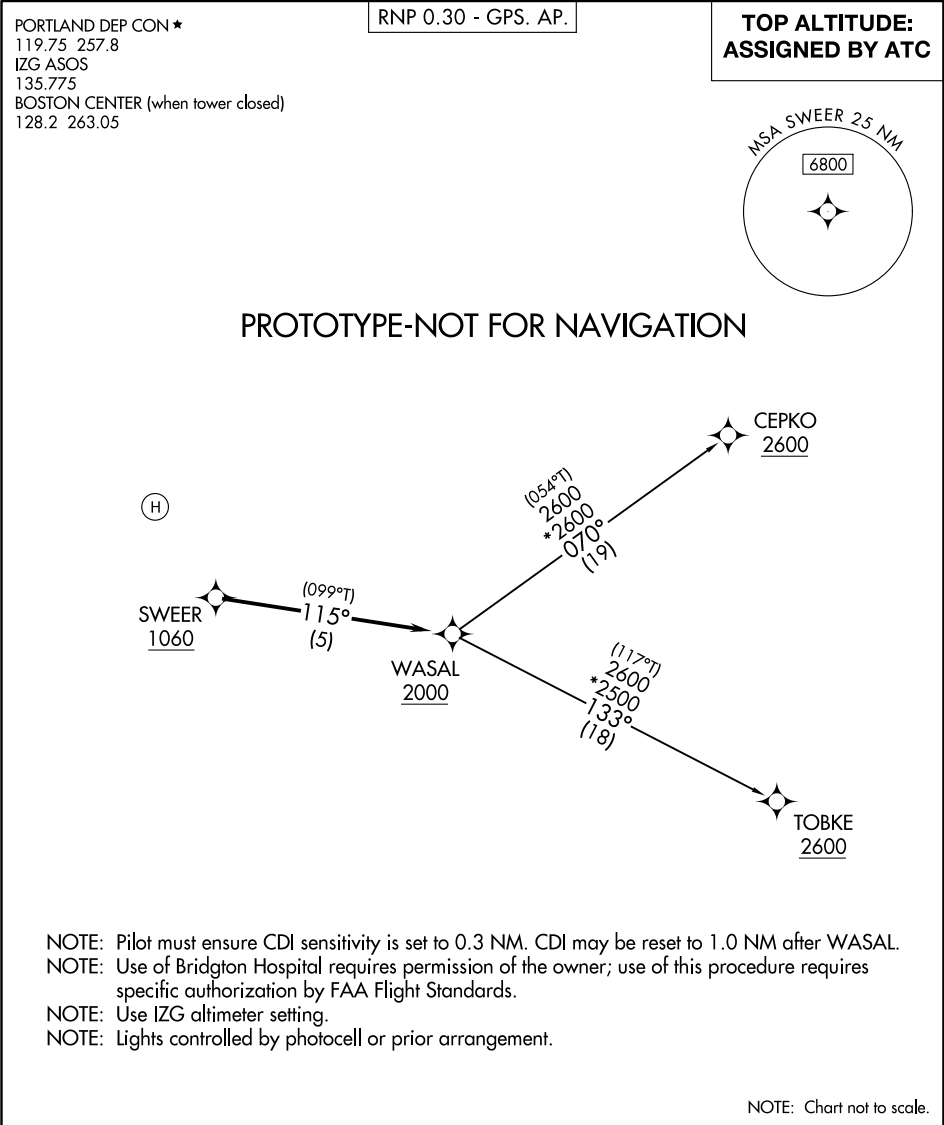 PORTLAND DEP CON ★
119.75 257.8
IZG ASOS
135.775
BOSTON CENTER (when tower closed)
128.2 263.05
RNP 0.30 - GPS. AP.
TOP ALTITUDE:
ASSIGNED BY ATC
MSA SWEER 25 NM
6800
PROTOTYPE-NOT FOR NAVIGATION
CEPKO
2600
(054°T)
2600
*2600
070°
(19)
H
SWEER
1060
(099°T)
115°
(5)
WASAL
2000
(117°T)
2600
*2500
133°
(18)
TOBKE
2600
NOTE: Pilot must ensure CDI sensitivity is set to 0.3 NM. CDI may be reset to 1.0 NM after WASAL.
NOTE: Use of Bridgton Hospital requires permission of the owner; use of this procedure requires
specific authorization by FAA Flight Standards.
NOTE: Use IZG altimeter setting.
NOTE: Lights controlled by photocell or prior arrangement.
NOTE: Chart not to scale.